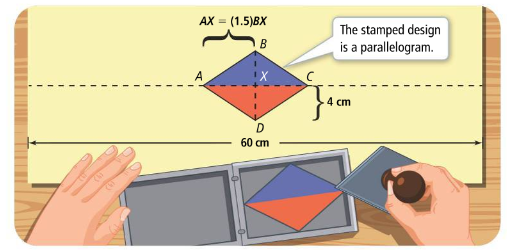 AX = (1.5)BX
The stamped design
is a parallelogram.
B
A
X
C
4 cm
D
60 cm